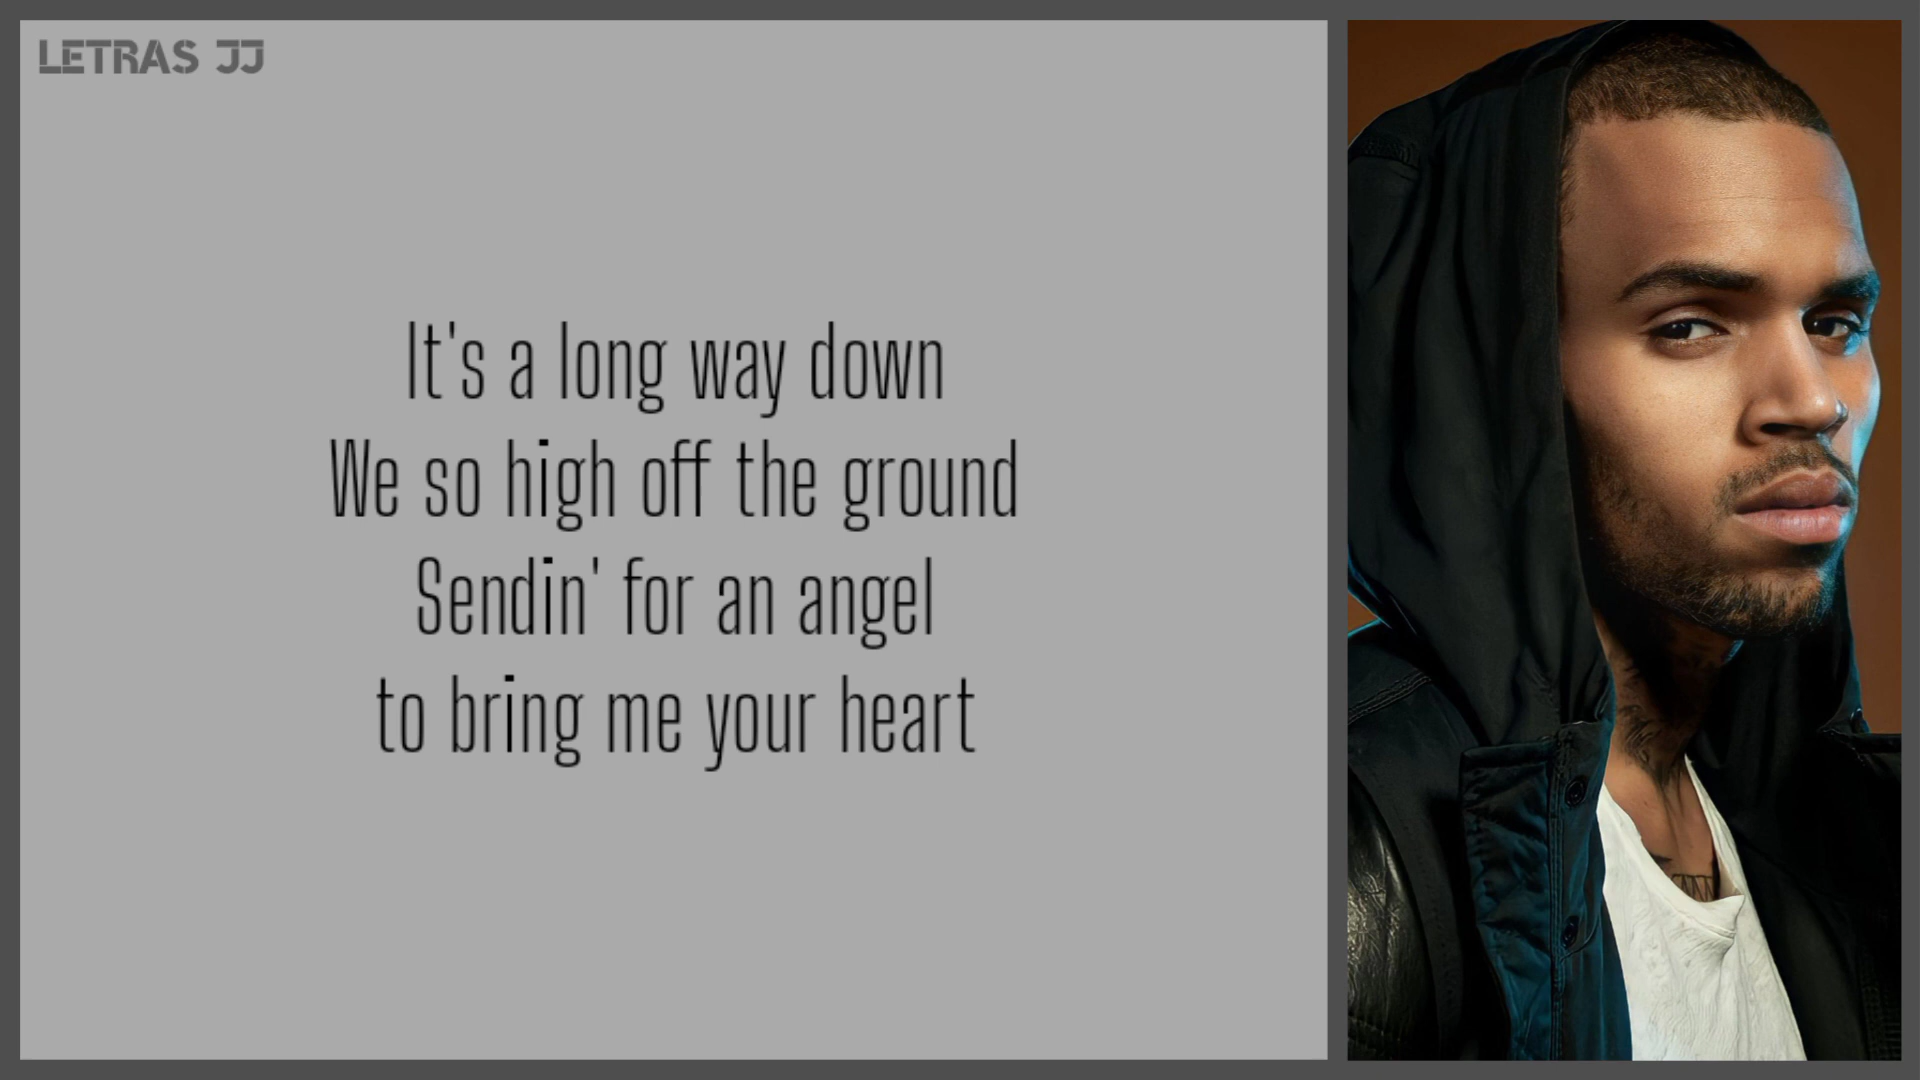 LETRAS JJ
It's a long way down
We so high off the ground
Sendin' for an angel
to bring me your heart